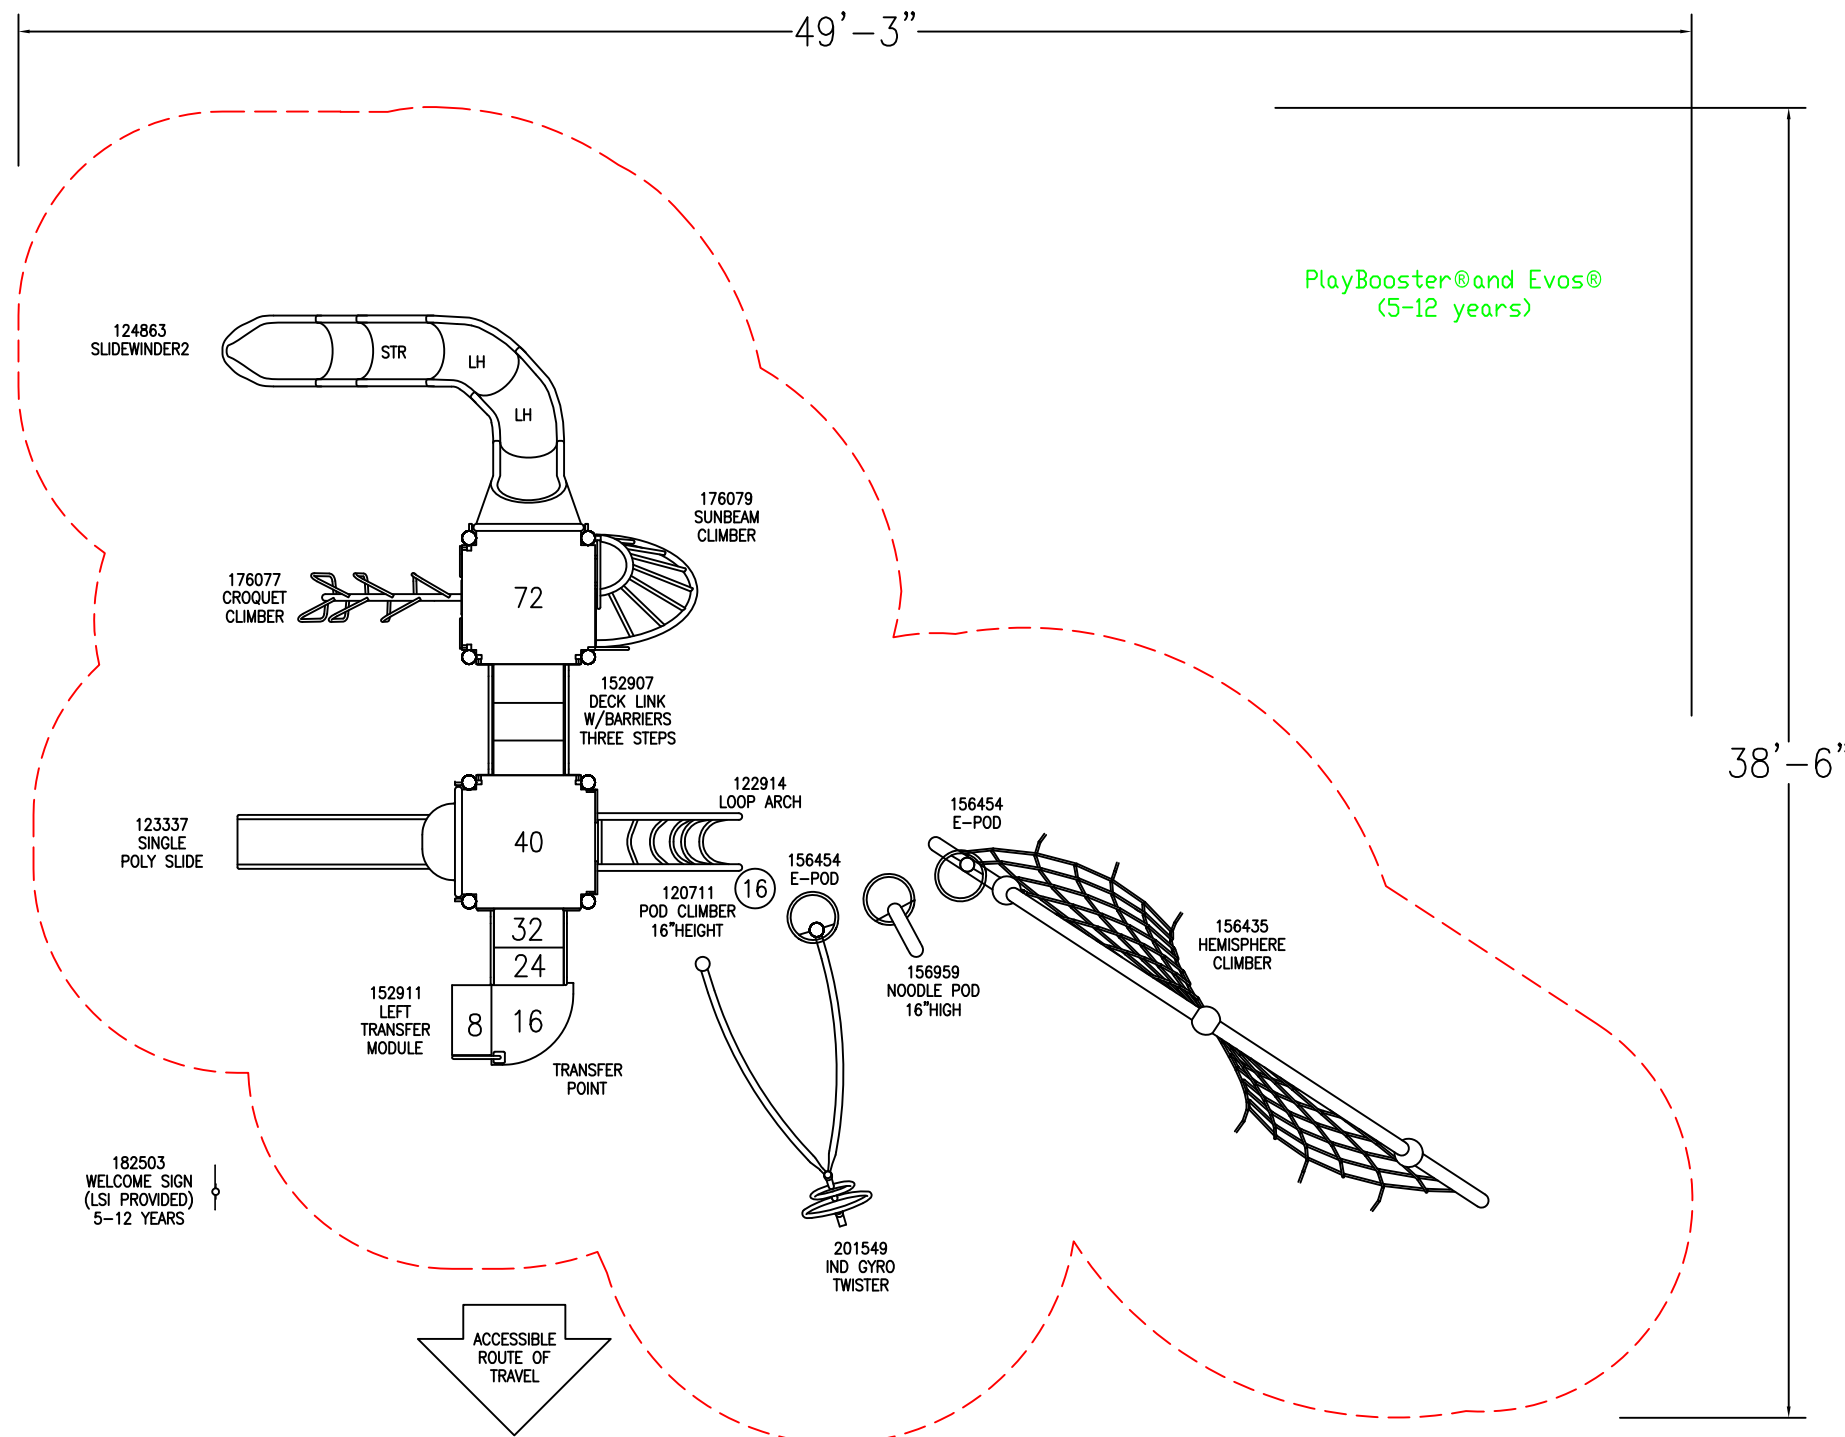 49'-3"
PlayBooster®and Evos®
(5-12 years)
124863
SLIDEWINDER2
STR
LH
LH
176079
SUNBEAM
CLIMBER
176077
CROQUET
CLIMBER
72
152907
DECK LINK
W/BARRIERS
THREE STEPS
38'-6"
122914
LOOP ARCH
123337
SINGLE
POLY SLIDE
40
156454
E-POD
156454
E-POD
16
120711
POD CLIMBER
16"HEIGHT
32
24
156435
HEMISPHERE
CLIMBER
156959
NOODLE POD
16"HIGH
152911
LEFT
TRANSFER
MODULE
8
16
TRANSFER
POINT
182503
WELCOME SIGN
(LSI PROVIDED)
5-12 YEARS
201549
IND GYRO
TWISTER
ACCESSIBLE
ROUTE OF
TRAVEL